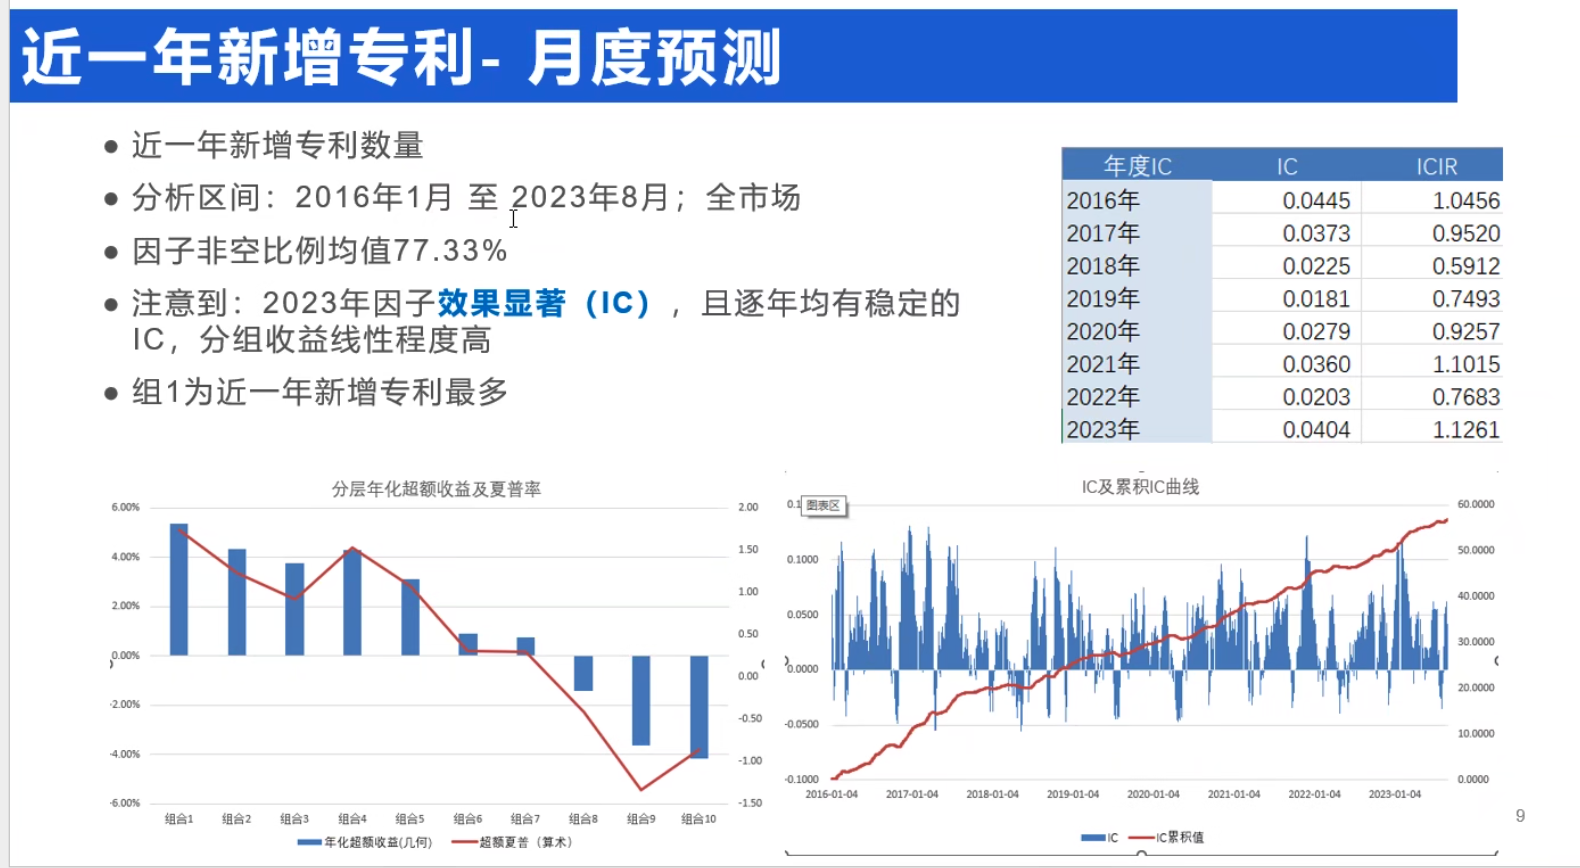 近一年新增专利- 月度预测
● 近一年新增专利数量
● 分析区间：2016年1月 至 2023年8月；全市场
● 因子非空比例均值77.33%
● 注意到：2023年因子效果显著（IC），且逐年均有稳定的
IC，分组收益线性程度高
● 组1为近一年新增专利最多
年度IC IC ICIR
2016年 0.0445 1.0456
2017年 0.0373 0.9520
2018年 0.0225 0.5912
2019年 0.0181 0.7493
2020年 0.0279 0.9257
2021年 0.0360 1.1015
2022年 0.0203 0.7683
2023年 0.0404 1.1261
分层年化超额收益及夏普率
6.00% 2.00
4.00% 1.50
2.00% 1.00
0.00% 0.50
-2.00% 0.00
-4.00% -0.50
-6.00% -1.00
-1.50
组合1 组合2 组合3 组合4 组合5 组合6 组合7 组合8 组合9 组合10
年化超额收益(几何) 超额夏普（算术）
IC及累积IC曲线
图表区
60.0000
0.1000 50.0000
0.0500 40.0000
0.0000 30.0000
-0.0500 20.0000
-0.1000 10.0000
0.0000
2016-01-04 2017-01-04 2018-01-04 2019-01-04 2020-01-04 2021-01-04 2022-01-04 2023-01-04
IC IC累积值
9